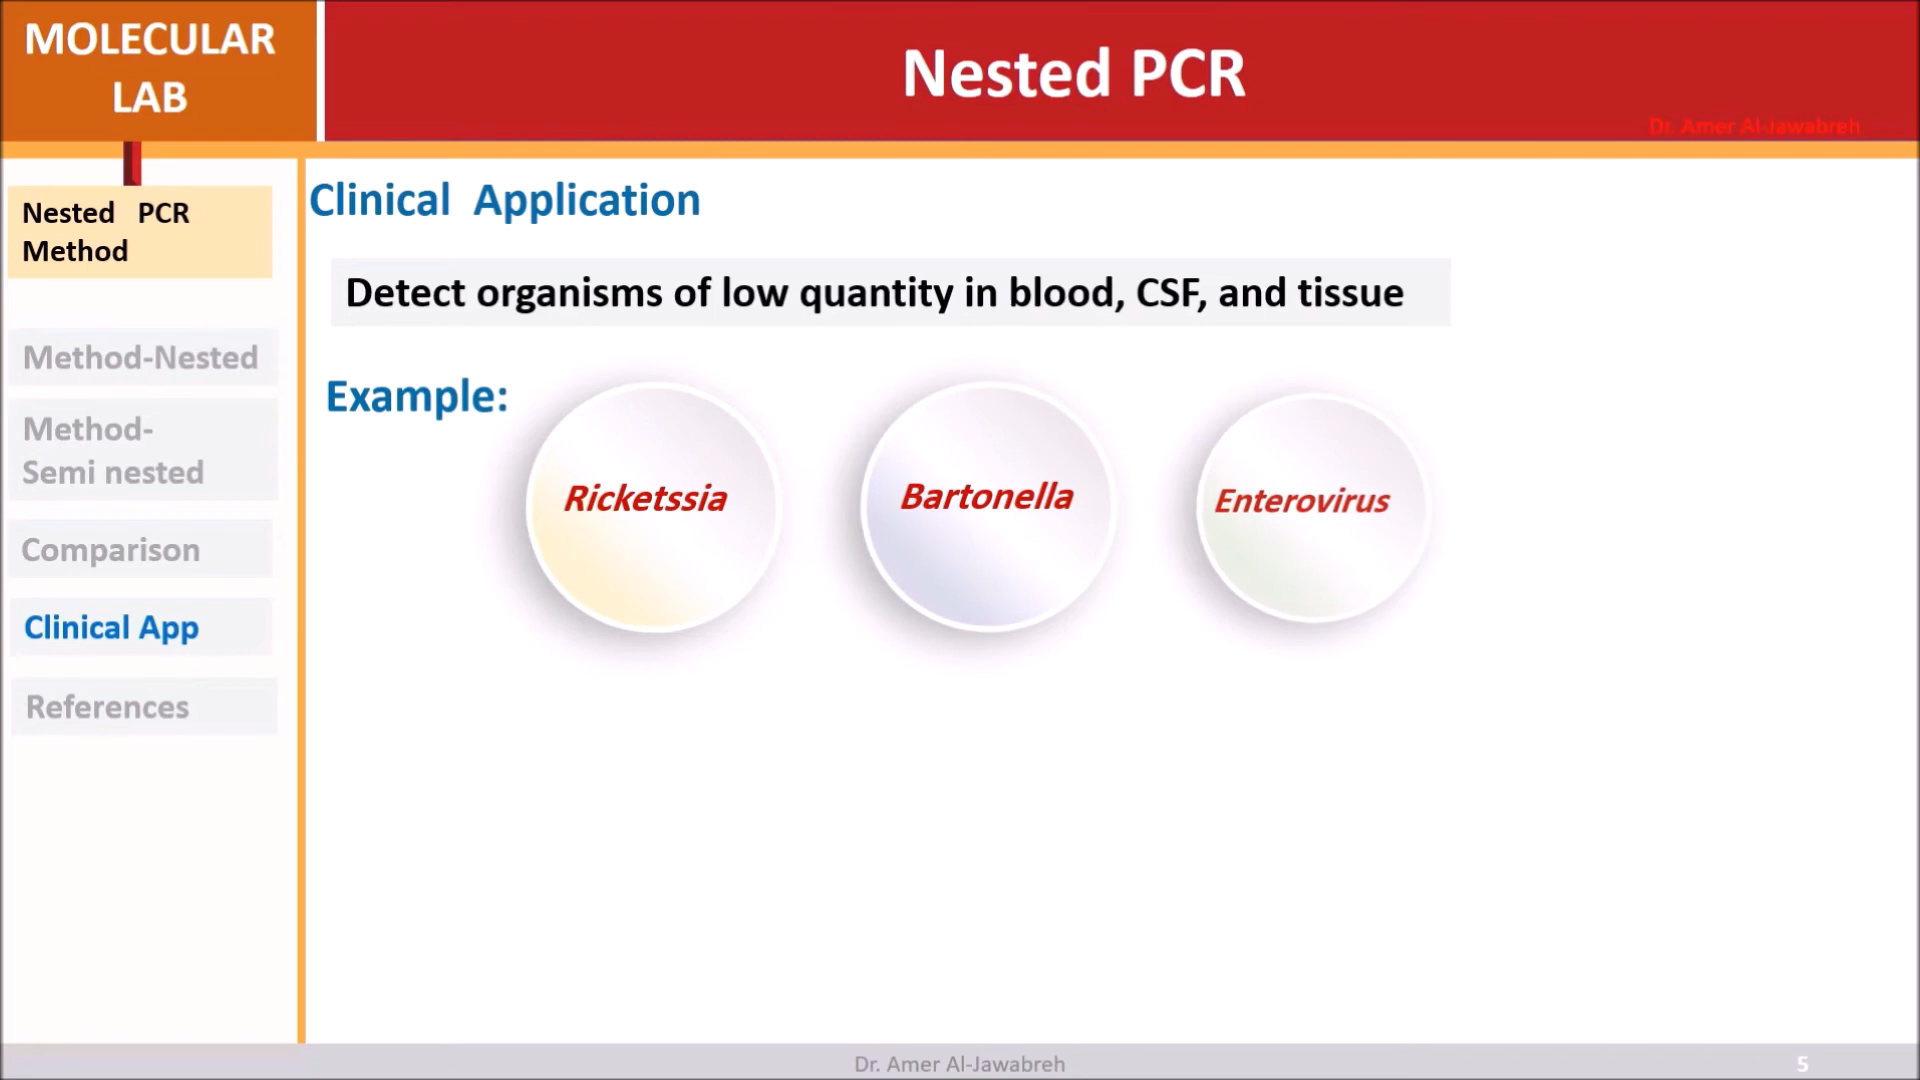 MOLECULAR
LAB
Nested PCR
Dr. Amer Al-Jawabreh
Nested PCR
Method
Method-Nested
Method-
Semi nested
Comparison
Clinical App
References
Clinical Application
Detect organisms of low quantity in blood, CSF, and tissue
Example:
Ricketssia
Bartonella
Enterovirus
Dr. Amer Al-Jawabreh
5